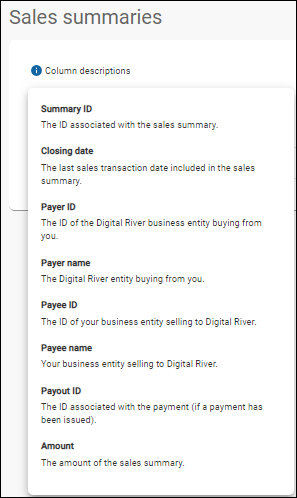 Sales summaries
Column descriptions
Summary ID
The ID associated with the sales summary.
Closing date
The last sales transaction date included in the sales
summary.
Payer ID
The ID of the Digital River business entity buying from
you.
Payer name
The Digital River entity buying from you.
Payee ID
The ID of your business entity selling to Digital River.
Payee name
Your business entity selling to Digital River.
Payout ID
The ID associated with the payment (if a payment has
been issued).
Amount
The amount of the sales summary.